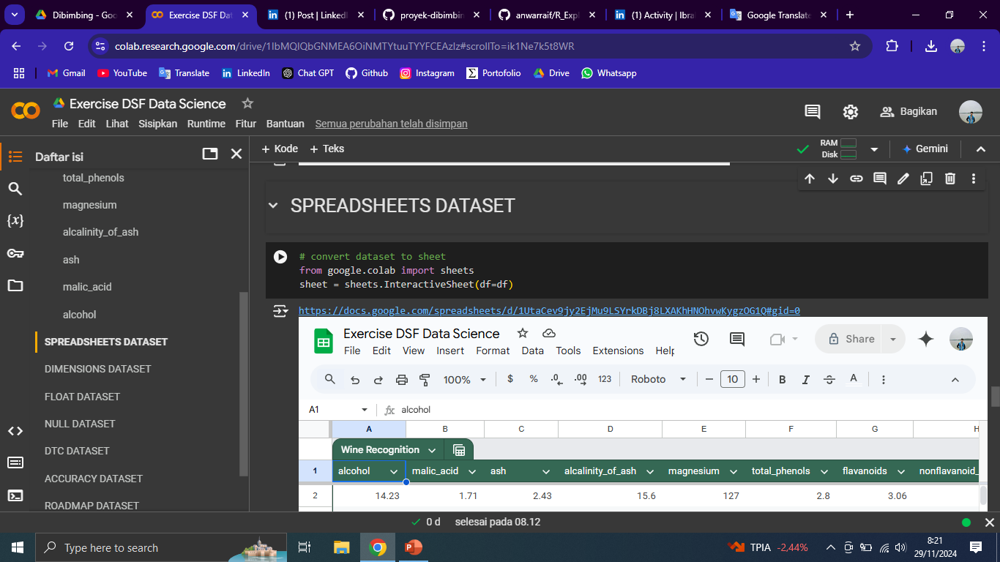 Dibimbing - Goo
Exercise DSF Dat
(1) Post | LinkedI
proyek-dibimbin
anwarraif/R_Expl
(1) Activity | Ibra
Google Translate
colab.research.google.com/drive/1IbMQIQbGNMEA6OiNMTYtuuTYYFCEAzIz#scrollTo=ik1Ne7k5t8WR
Gmail
YouTube
Translate
LinkedIn
Chat GPT
Github
Instagram
Portofolio
Drive
Whatsapp
Exercise DSF Data Science
File Edit Lihat Sisipkan Runtime Fitur Bantuan Semua perubahan telah disimpan
Bagikan
Daftar isi
total_phenols
magnesium
alcalinity_of_ash
ash
malic_acid
alcohol
SPREADSHEETS DATASET
DIMENSIONS DATASET
FLOAT DATASET
NULL DATASET
DTC DATASET
ACCURACY DATASET
ROADMAP DATASET
+ Kode + Teks
RAM
Disk
Gemini
SPREADSHEETS DATASET
# convert dataset to sheet
from google.colab import sheets
sheet = sheets.InteractiveSheet(df=df)
https://docs.google.com/spreadsheets/d/1UtaCev9jy2EjMu9LSYrkDBj8LXAKhHNOhvwKygzOG1Q#gid=0
Exercise DSF Data Science
File Edit View Insert Format Data Tools Extensions Help
Share
100% $ % .0 .00 123 Roboto 10 B I S A
A1 fx alcohol
A B C D E F G H
Wine Recognition
1 alcohol malic_acid ash alcalinity_of_ash magnesium total_phenols flavanoids nonflavanoid_
2 14.23 1.71 2.43 15.6 127 2.8 3.06
0 d selesai pada 08.12
Type here to search
TPIA -2,44%
8:21
29/11/2024